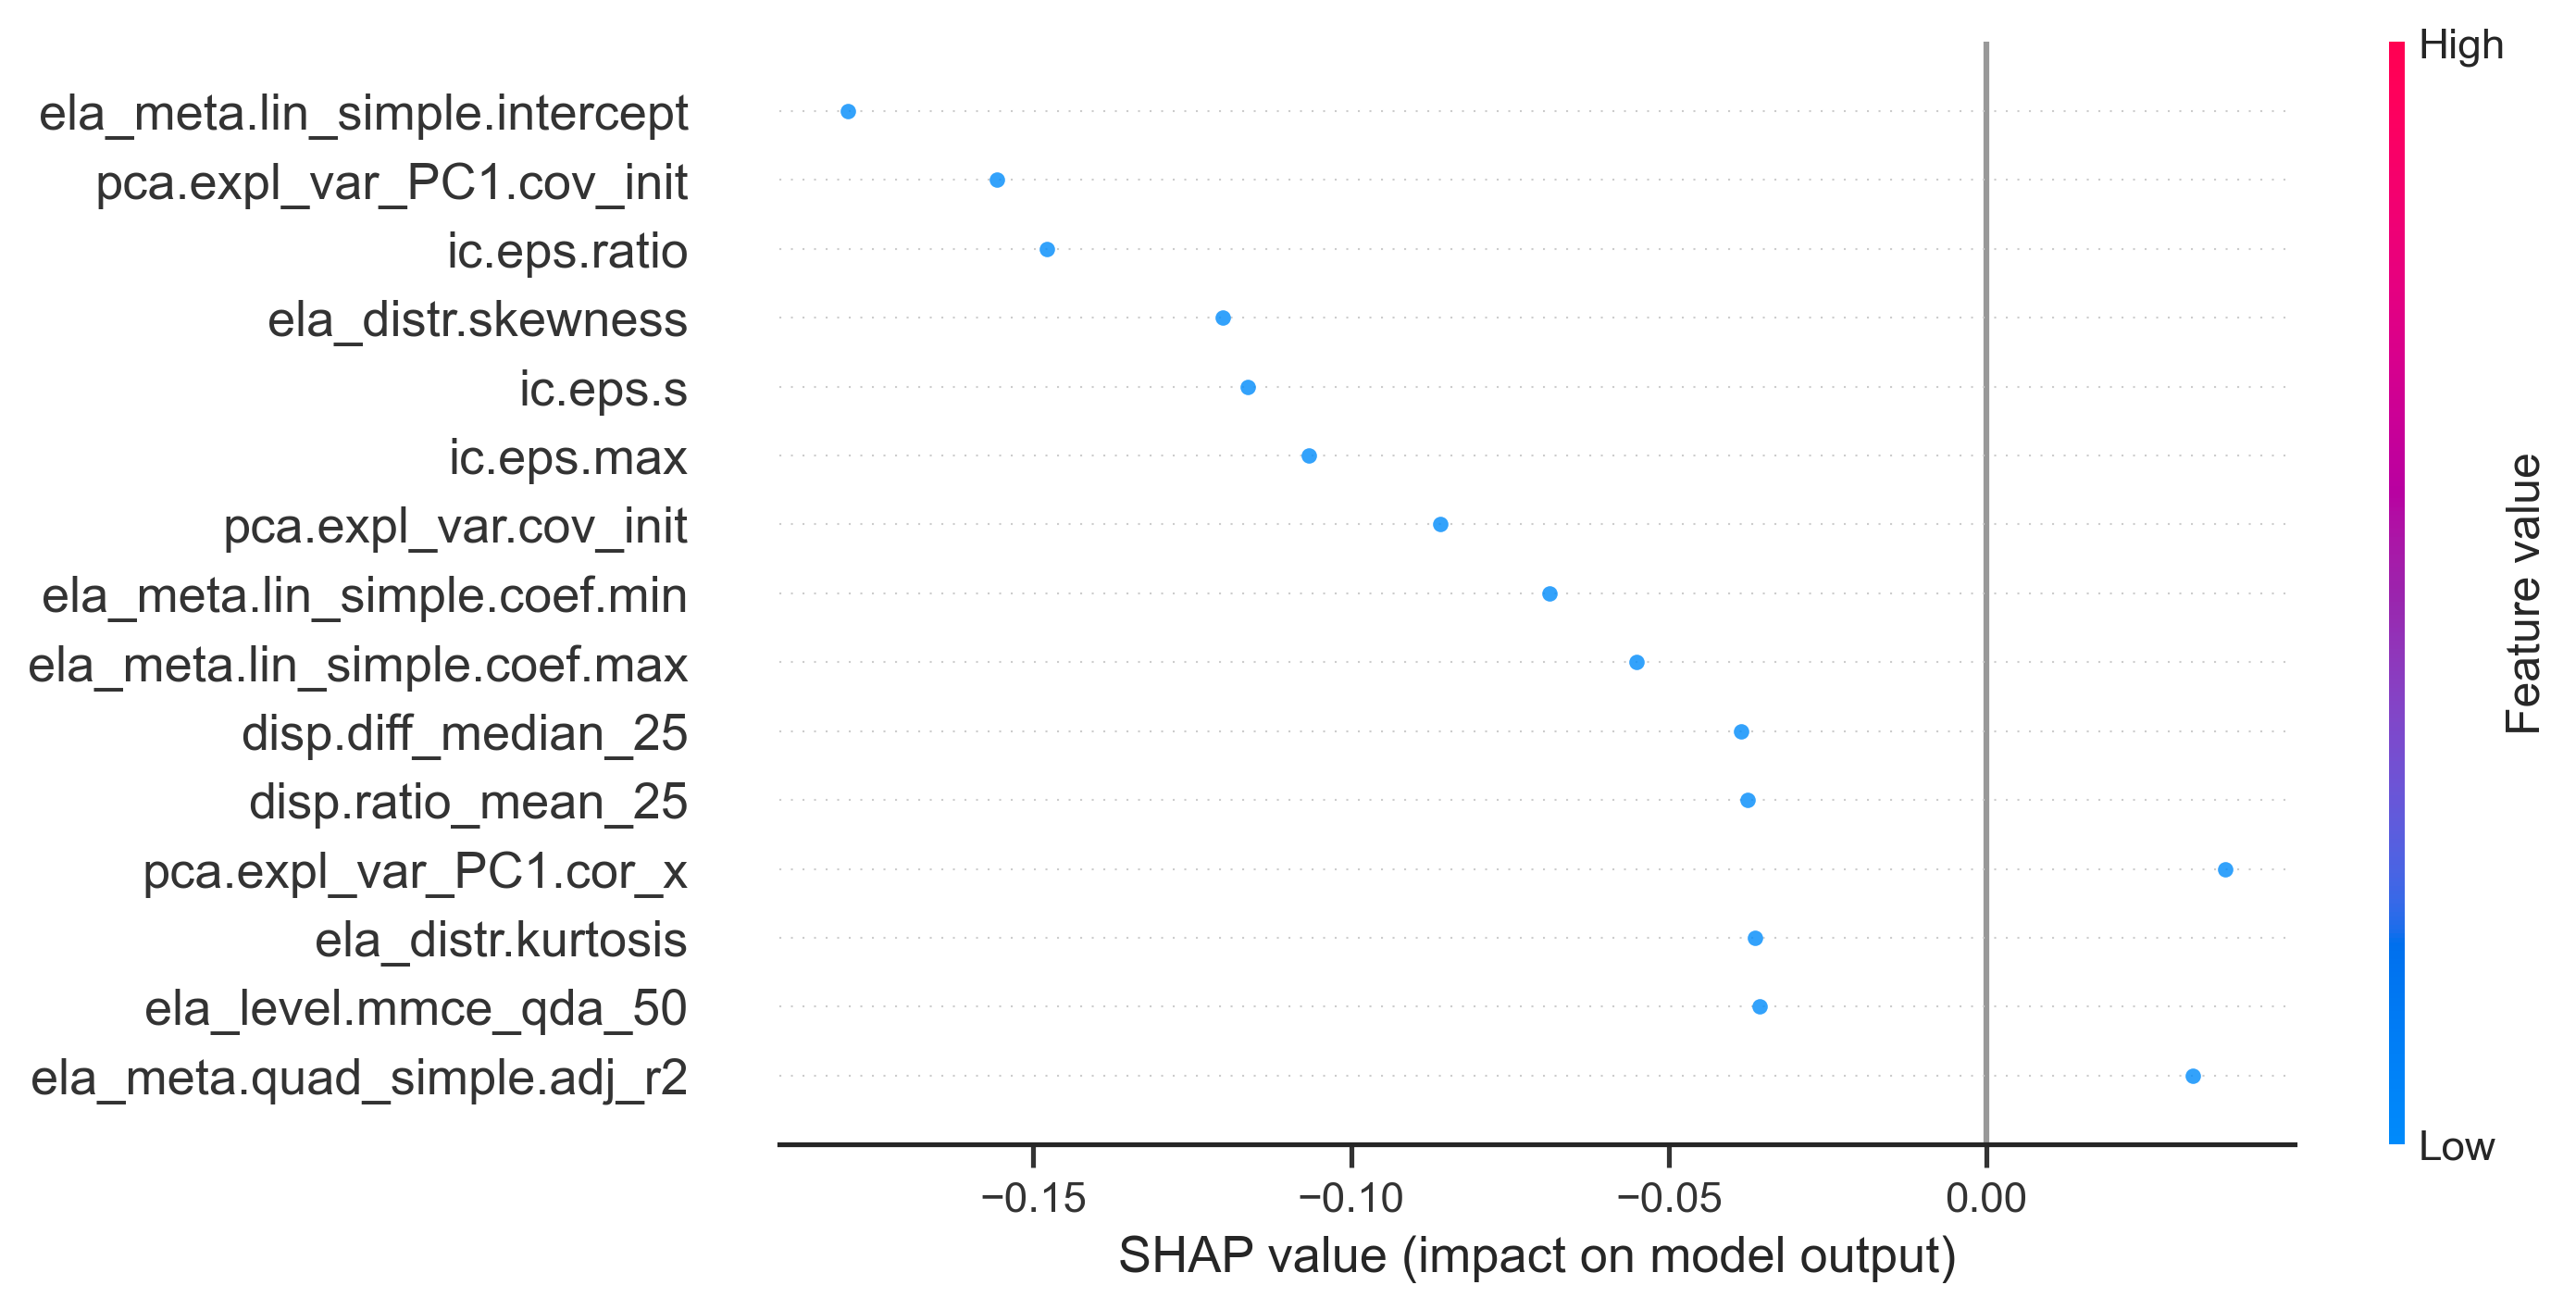 High
ela_meta.lin_simple.intercept
pca.expl_var_PC1.cov_init
ic.eps.ratio
ela_distr.skewness
ic.eps.s
ic.eps.max
pca.expl_var.cov_init
ela_meta.lin_simple.coef.min
ela_meta.lin_simple.coef.max
disp.diff_median_25
disp.ratio_mean_25
pca.expl_var_PC1.cor_x
ela_distr.kurtosis
ela_level.mmce_qda_50
ela_meta.quad_simple.adj_r2
Feature value
Low
−0.15 −0.10 −0.05 0.00
SHAP value (impact on model output)